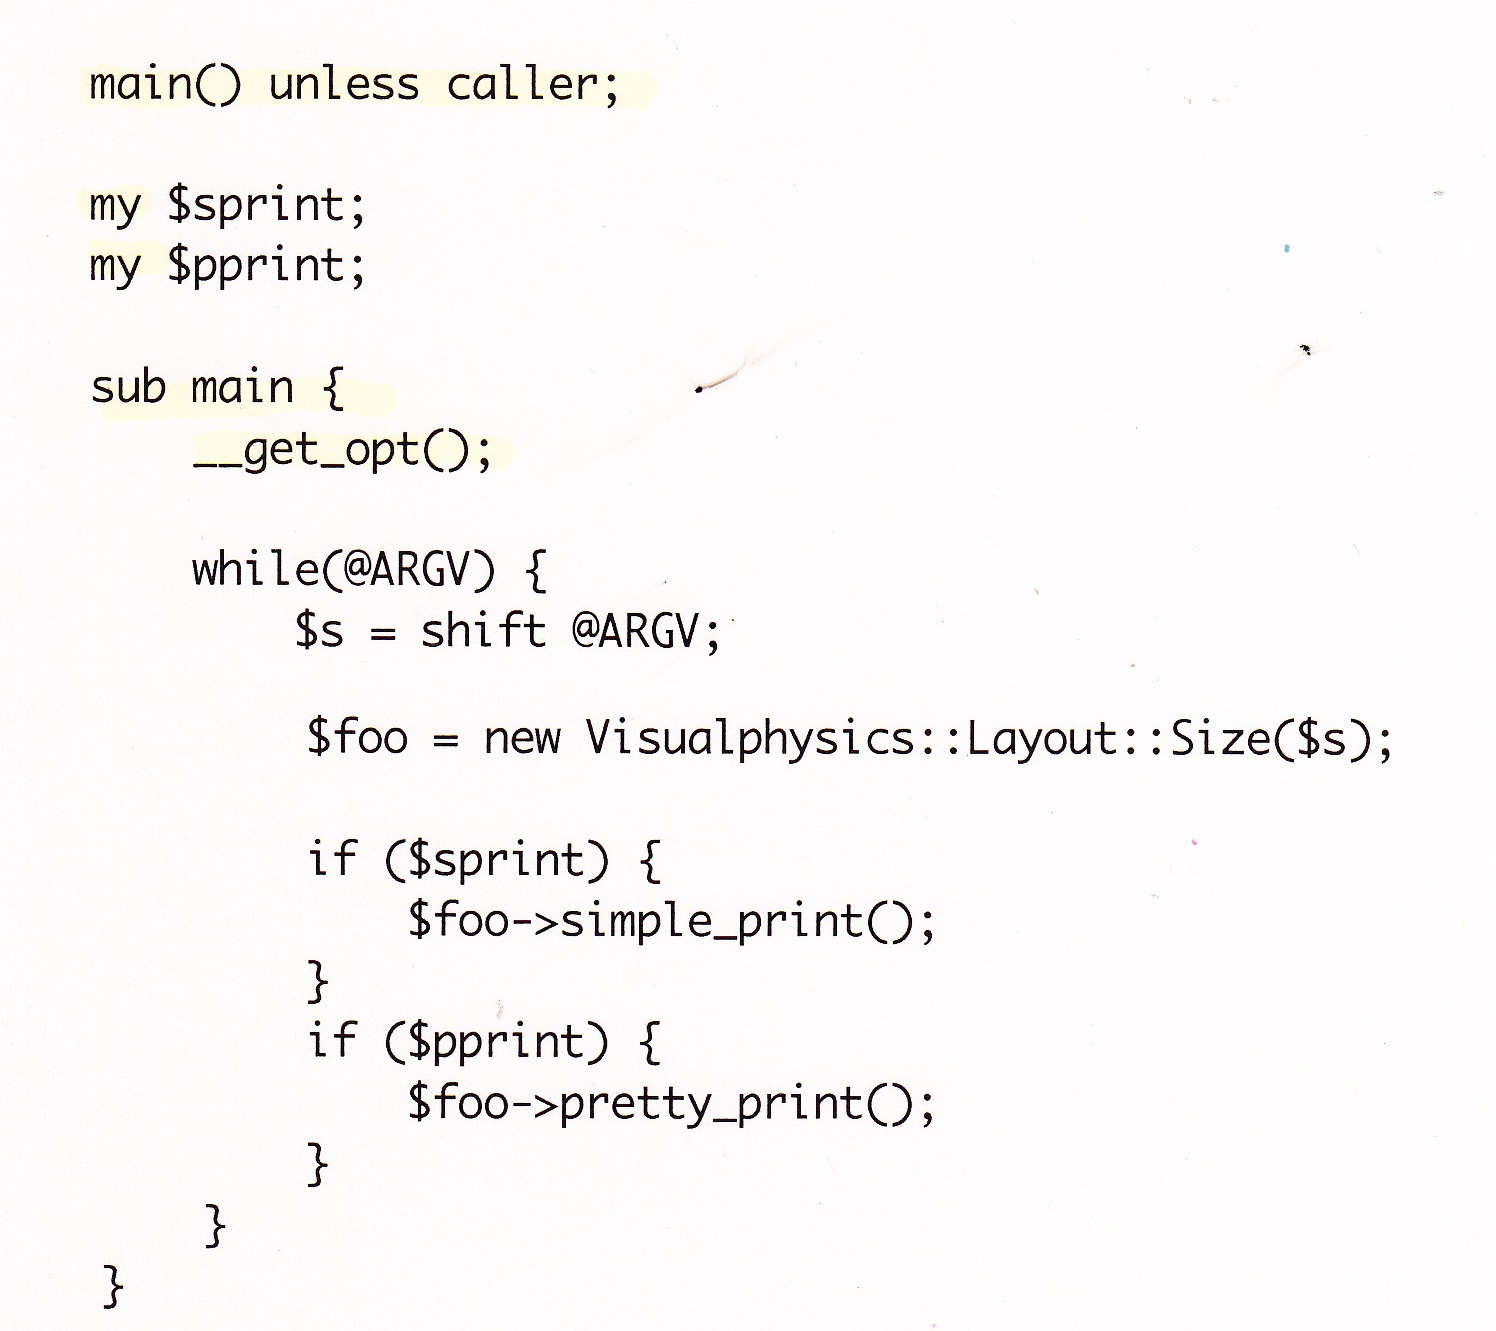 main() unless caller;
my $sprint;
my $pprint;
sub main {
__get_opt();
while(@ARGV) {
$s = shift @ARGV;
$foo = new Visualphysics::Layout::Size($s);
if ($sprint) {
$foo->simple_print();
}
if ($pprint) {
$foo->pretty_print();
}
}
}